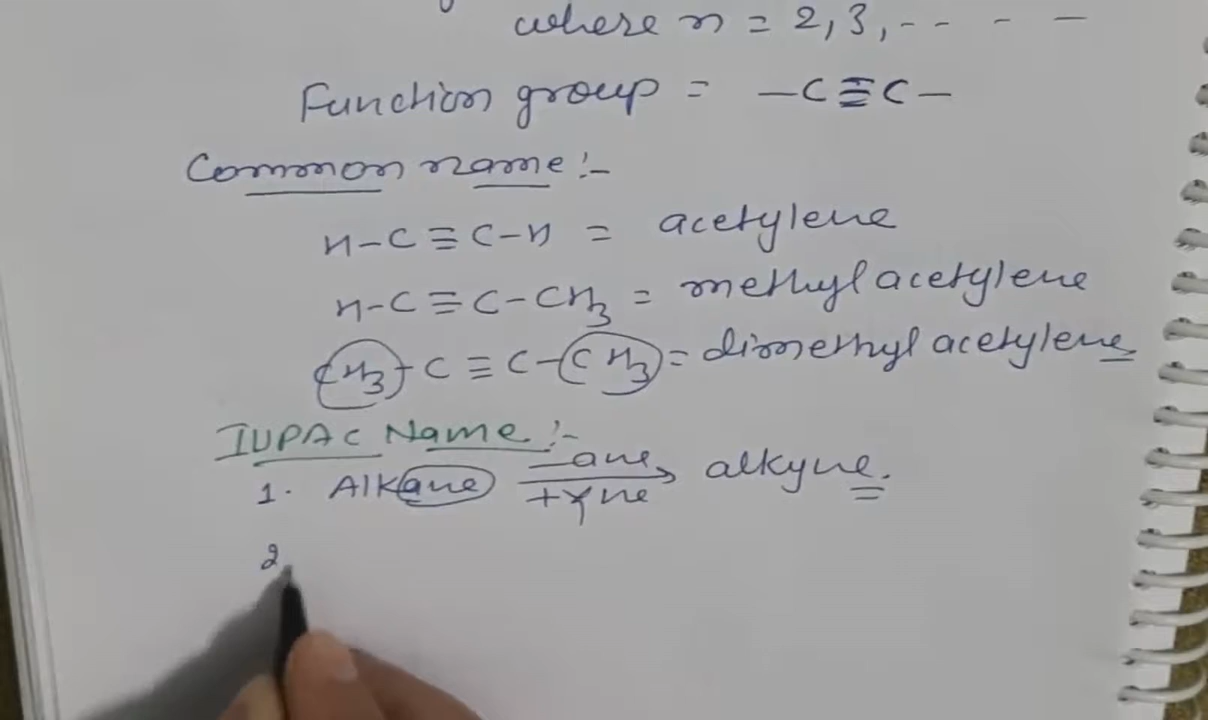 where n = 2, 3, - - - -
Function group = -C≡C-
Common name :-
H-C≡C-H = acetylene
H-C≡C-CH3 = methyl acetylene
CH3-C≡C-CH3 = dimethyl acetylene
IUPAC Name :-
1. Alkane -ane +yne → alkyne.
2.